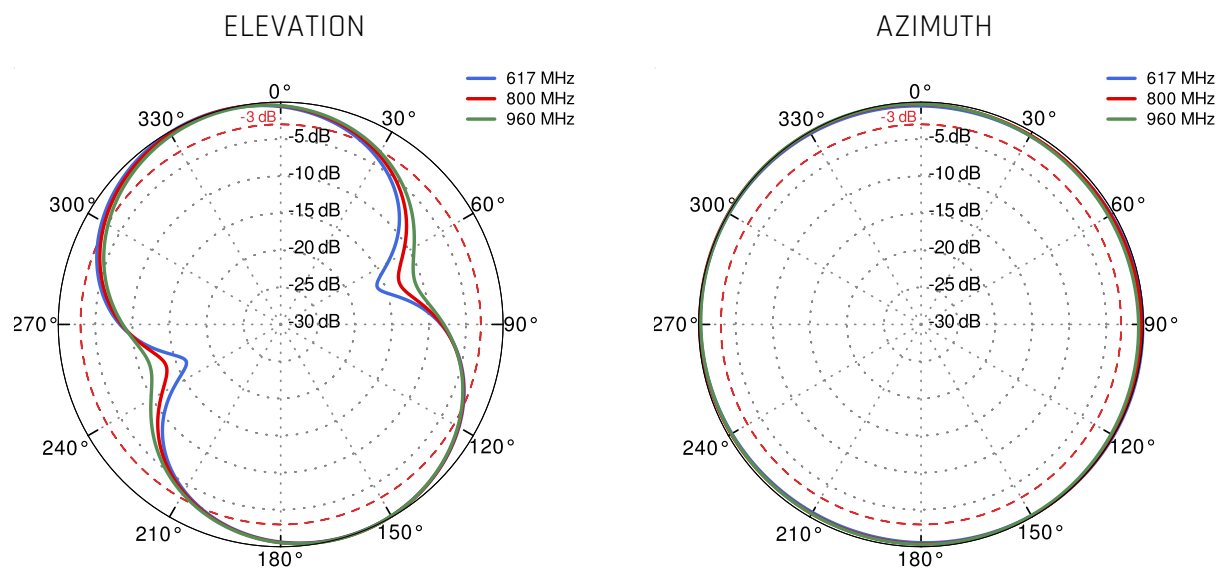 ELEVATION
617 MHz
800 MHz
960 MHz
0°
330°
-3 dB
30°
-5 dB
-10 dB
300°
60°
-15 dB
-20 dB
-25 dB
270°
-30 dB
90°
240°
120°
210°
150°
180°
AZIMUTH
617 MHz
800 MHz
960 MHz
0°
330°
-3 dB
30°
-5 dB
-10 dB
300°
60°
-15 dB
-20 dB
-25 dB
270°
-30 dB
90°
240°
120°
210°
150°
180°